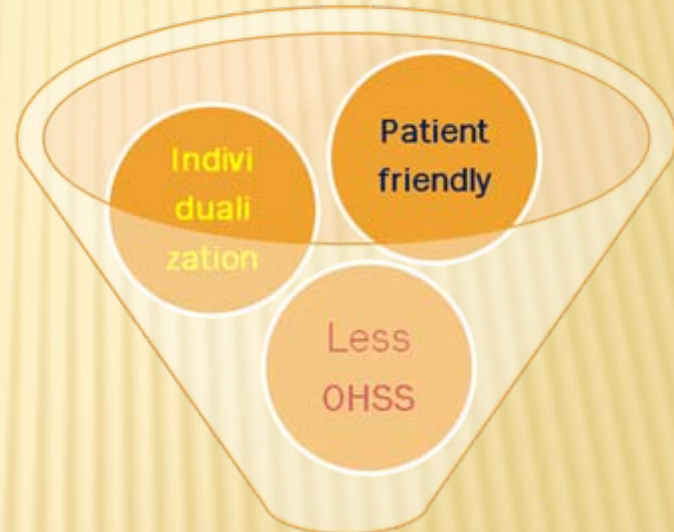 Indivi
duali
zation
Patient
friendly
Less
OHSS